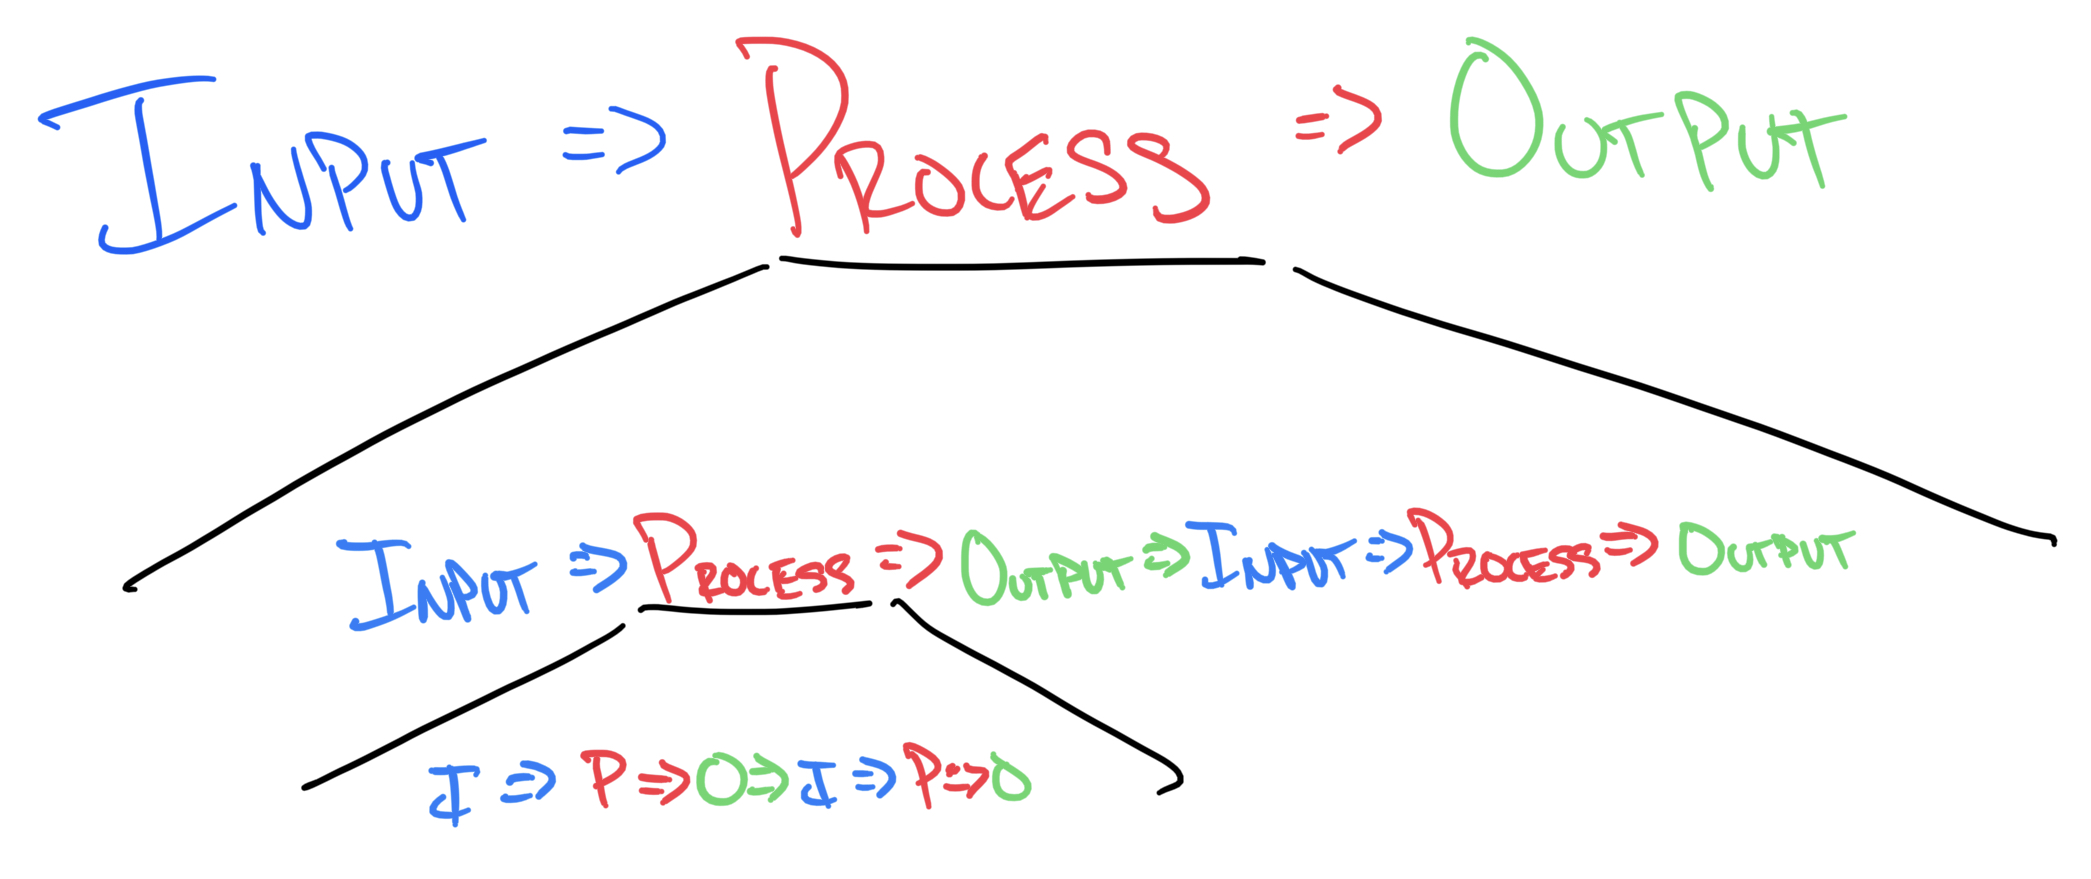 INPUT => PROCESS => OUTPUT
INPUT => PROCESS => OUTPUT => INPUT => PROCESS => OUTPUT
I => P => O => I => P => O